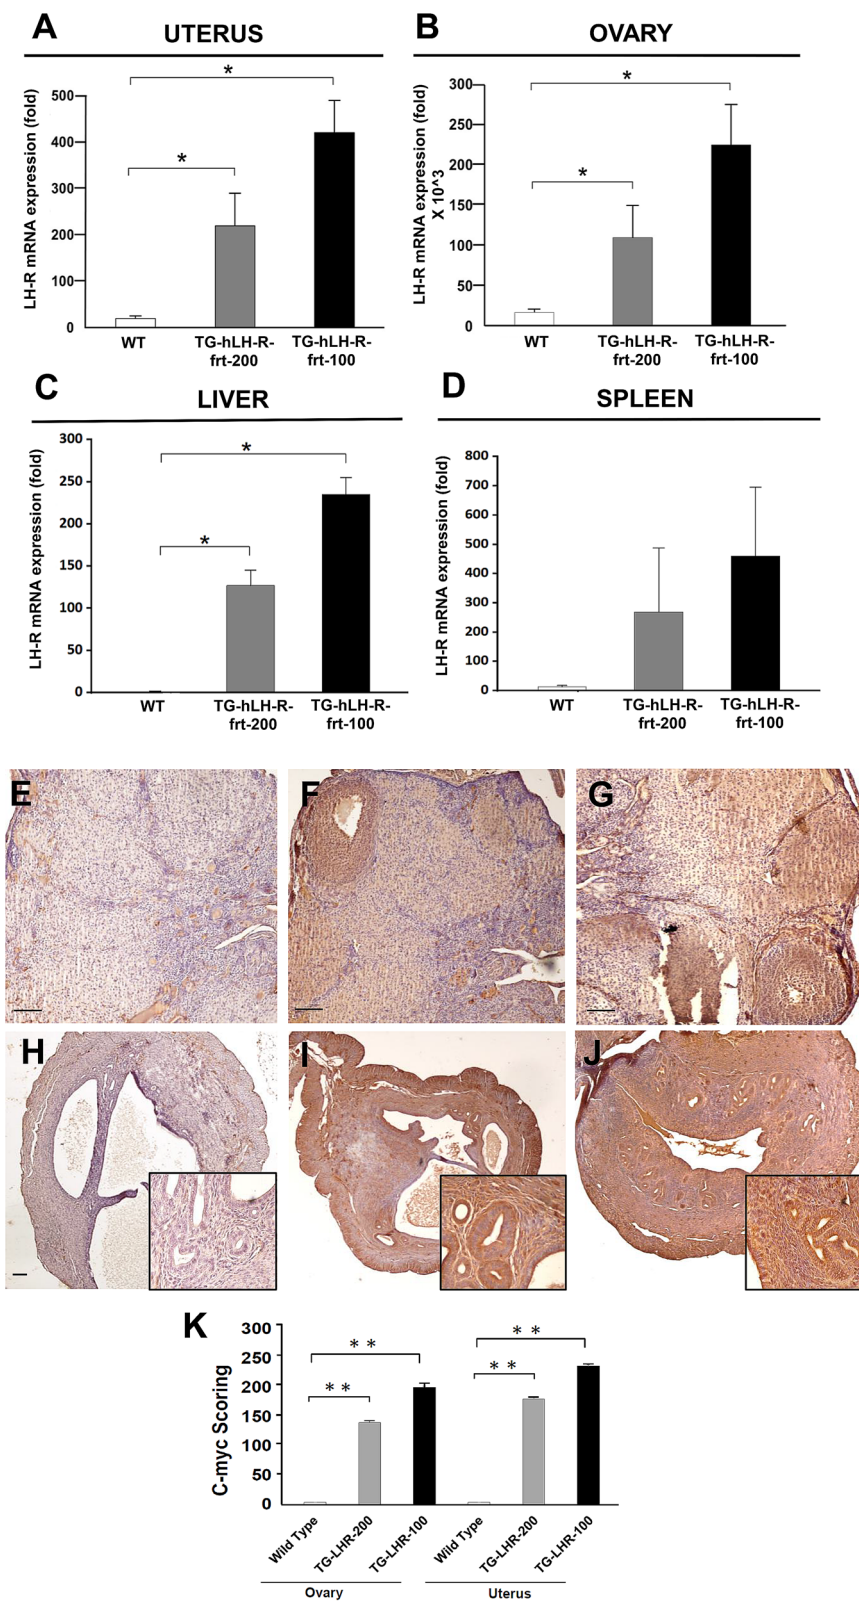 A
UTERUS
*
*
LH-R mRNA expression (fold)
500
400
300
200
100
0
WT
TG-hLH-R-
frt-200
TG-hLH-R-
frt-100
B
OVARY
*
*
LH-R mRNA expression (fold)
X 10^3
300
250
200
150
100
50
0
WT
TG-hLH-R-
frt-200
TG-hLH-R-
frt-100
C
LIVER
*
*
LH-R mRNA expression (fold)
300
250
200
150
100
50
0
WT
TG-hLH-R-
frt-200
TG-hLH-R-
frt-100
D
SPLEEN
LH-R mRNA expression (fold)
800
700
600
500
400
300
200
100
0
WT
TG-hLH-R-
frt-200
TG-hLH-R-
frt-100
E
F
G
H
I
J
K
C-myc Scoring
300
250
200
150
100
50
0
* *
* *
* *
* *
Wild Type
TG-LHR-200
TG-LHR-100
Wild Type
TG-LHR-200
TG-LHR-100
Ovary
Uterus